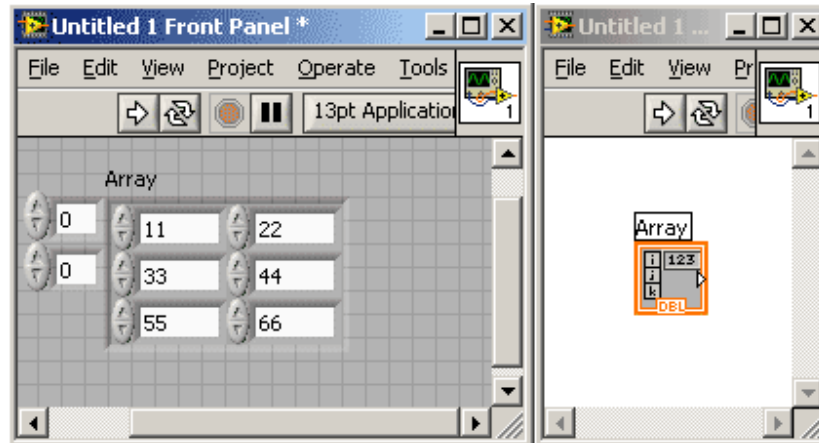 Untitled 1 Front Panel *
File Edit View Project Operate Tools
13pt Application
1
Array
0
0
11 22
33 44
55 66
Untitled 1 ...
File Edit View Pr
1
Array
i 123
j
k
DBL